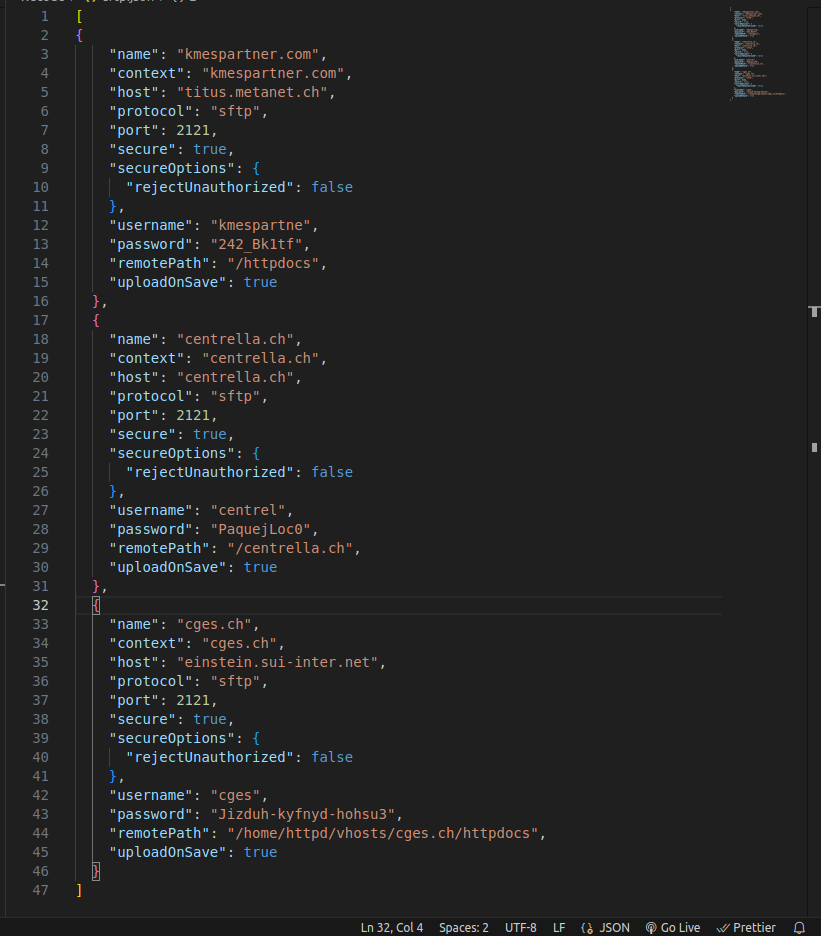 1 [
2 {
3 "name": "kmespartner.com",
4 "context": "kmespartner.com",
5 "host": "titus.metanet.ch",
6 "protocol": "sftp",
7 "port": 2121,
8 "secure": true,
9 "secureOptions": {
10 "rejectUnauthorized": false
11 },
12 "username": "kmespartne",
13 "password": "242_Bk1tf",
14 "remotePath": "/httpdocs",
15 "uploadOnSave": true
16 },
17 {
18 "name": "centrella.ch",
19 "context": "centrella.ch",
20 "host": "centrella.ch",
21 "protocol": "sftp",
22 "port": 2121,
23 "secure": true,
24 "secureOptions": {
25 "rejectUnauthorized": false
26 },
27 "username": "centrel",
28 "password": "PaquejLoc0",
29 "remotePath": "/centrella.ch",
30 "uploadOnSave": true
31 },
32 {
33 "name": "cges.ch",
34 "context": "cges.ch",
35 "host": "einstein.sui-inter.net",
36 "protocol": "sftp",
37 "port": 2121,
38 "secure": true,
39 "secureOptions": {
40 "rejectUnauthorized": false
41 },
42 "username": "cges",
43 "password": "Jizduh-kyfnyd-hohsu3",
44 "remotePath": "/home/httpd/vhosts/cges.ch/httpdocs",
45 "uploadOnSave": true
46 }
47 ]
Ln 32, Col 4 Spaces: 2 UTF-8 LF JSON Go Live Prettier